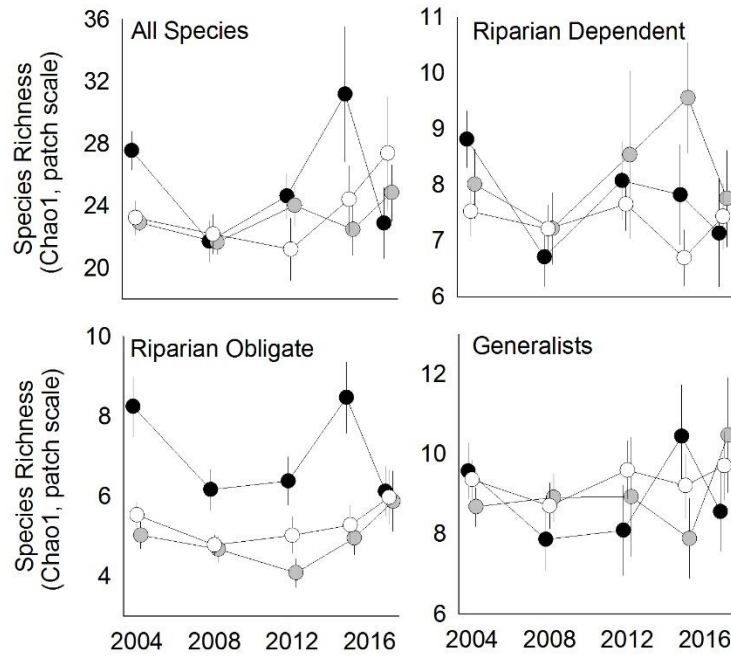 All Species
Riparian Dependent
Species Richness
(Chao1, patch scale)
36
32
28
24
20
11
10
9
8
7
6
Riparian Obligate
Generalists
Species Richness
(Chao1, patch scale)
10
8
6
4
12
10
8
6
2004 2008 2012 2016
2004 2008 2012 2016